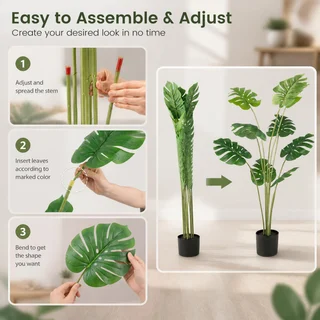 Easy to Assemble & Adjust
Create your desired look in no time
1
Adjust and
spread the stem
2
Insert leaves
according to
marked color
3
Bend to get
the shape
you want